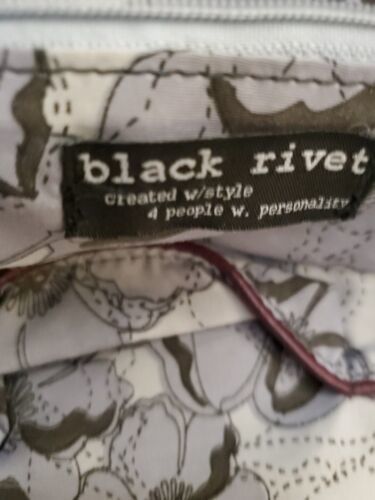 black rivet
Created w/style
4 people w. personality